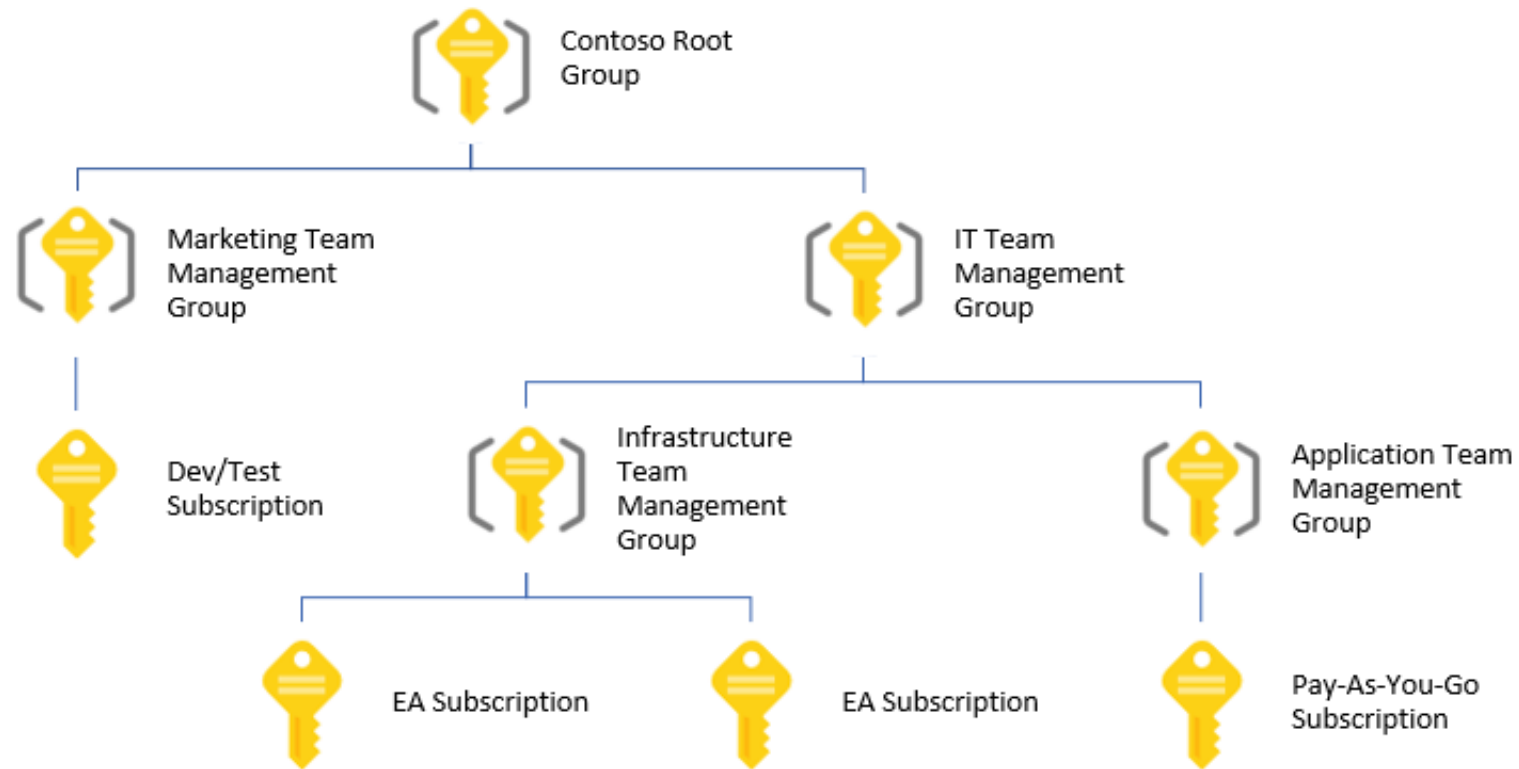 Contoso Root
Group
Marketing Team
Management
Group
IT Team
Management
Group
Dev/Test
Subscription
Infrastructure
Team
Management
Group
Application Team
Management
Group
EA Subscription
EA Subscription
Pay-As-You-Go
Subscription